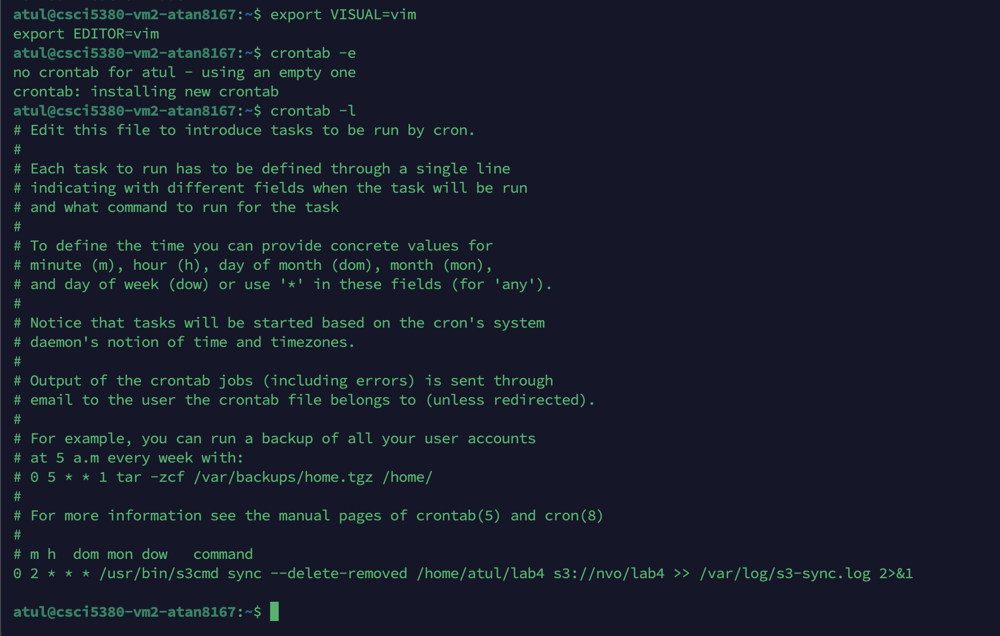 atul@csci5380-vm2-atan8167:~$ export VISUAL=vim
export EDITOR=vim
atul@csci5380-vm2-atan8167:~$ crontab -e
no crontab for atul - using an empty one
crontab: installing new crontab
atul@csci5380-vm2-atan8167:~$ crontab -l
# Edit this file to introduce tasks to be run by cron.
#
# Each task to run has to be defined through a single line
# indicating with different fields when the task will be run
# and what command to run for the task
#
# To define the time you can provide concrete values for
# minute (m), hour (h), day of month (dom), month (mon),
# and day of week (dow) or use '*' in these fields (for 'any').
#
# Notice that tasks will be started based on the cron's system
# daemon's notion of time and timezones.
#
# Output of the crontab jobs (including errors) is sent through
# email to the user the crontab file belongs to (unless redirected).
#
# For example, you can run a backup of all your user accounts
# at 5 a.m every week with:
# 0 5 * * 1 tar -zcf /var/backups/home.tgz /home/
#
# For more information see the manual pages of crontab(5) and cron(8)
#
# m h  dom mon dow   command
0 2 * * * /usr/bin/s3cmd sync --delete-removed /home/atul/lab4 s3://nvo/lab4 >> /var/log/s3-sync.log 2>&1
atul@csci5380-vm2-atan8167:~$